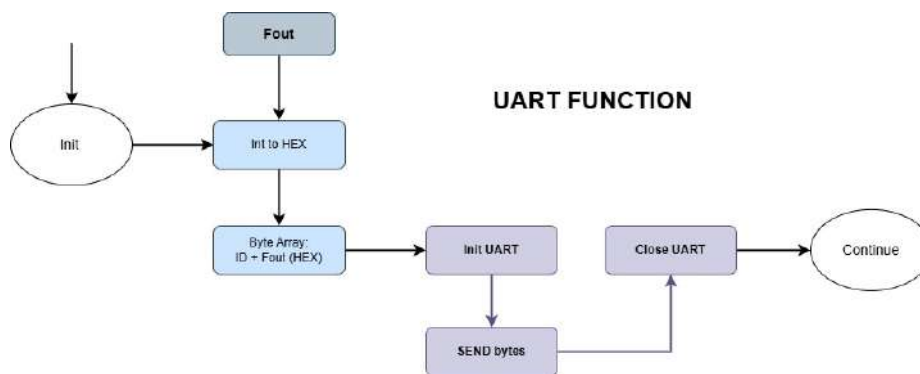 Fout
UART FUNCTION
Init
Int to HEX
Byte Array:
ID + Fout (HEX)
Init UART
Close UART
Continue
SEND bytes